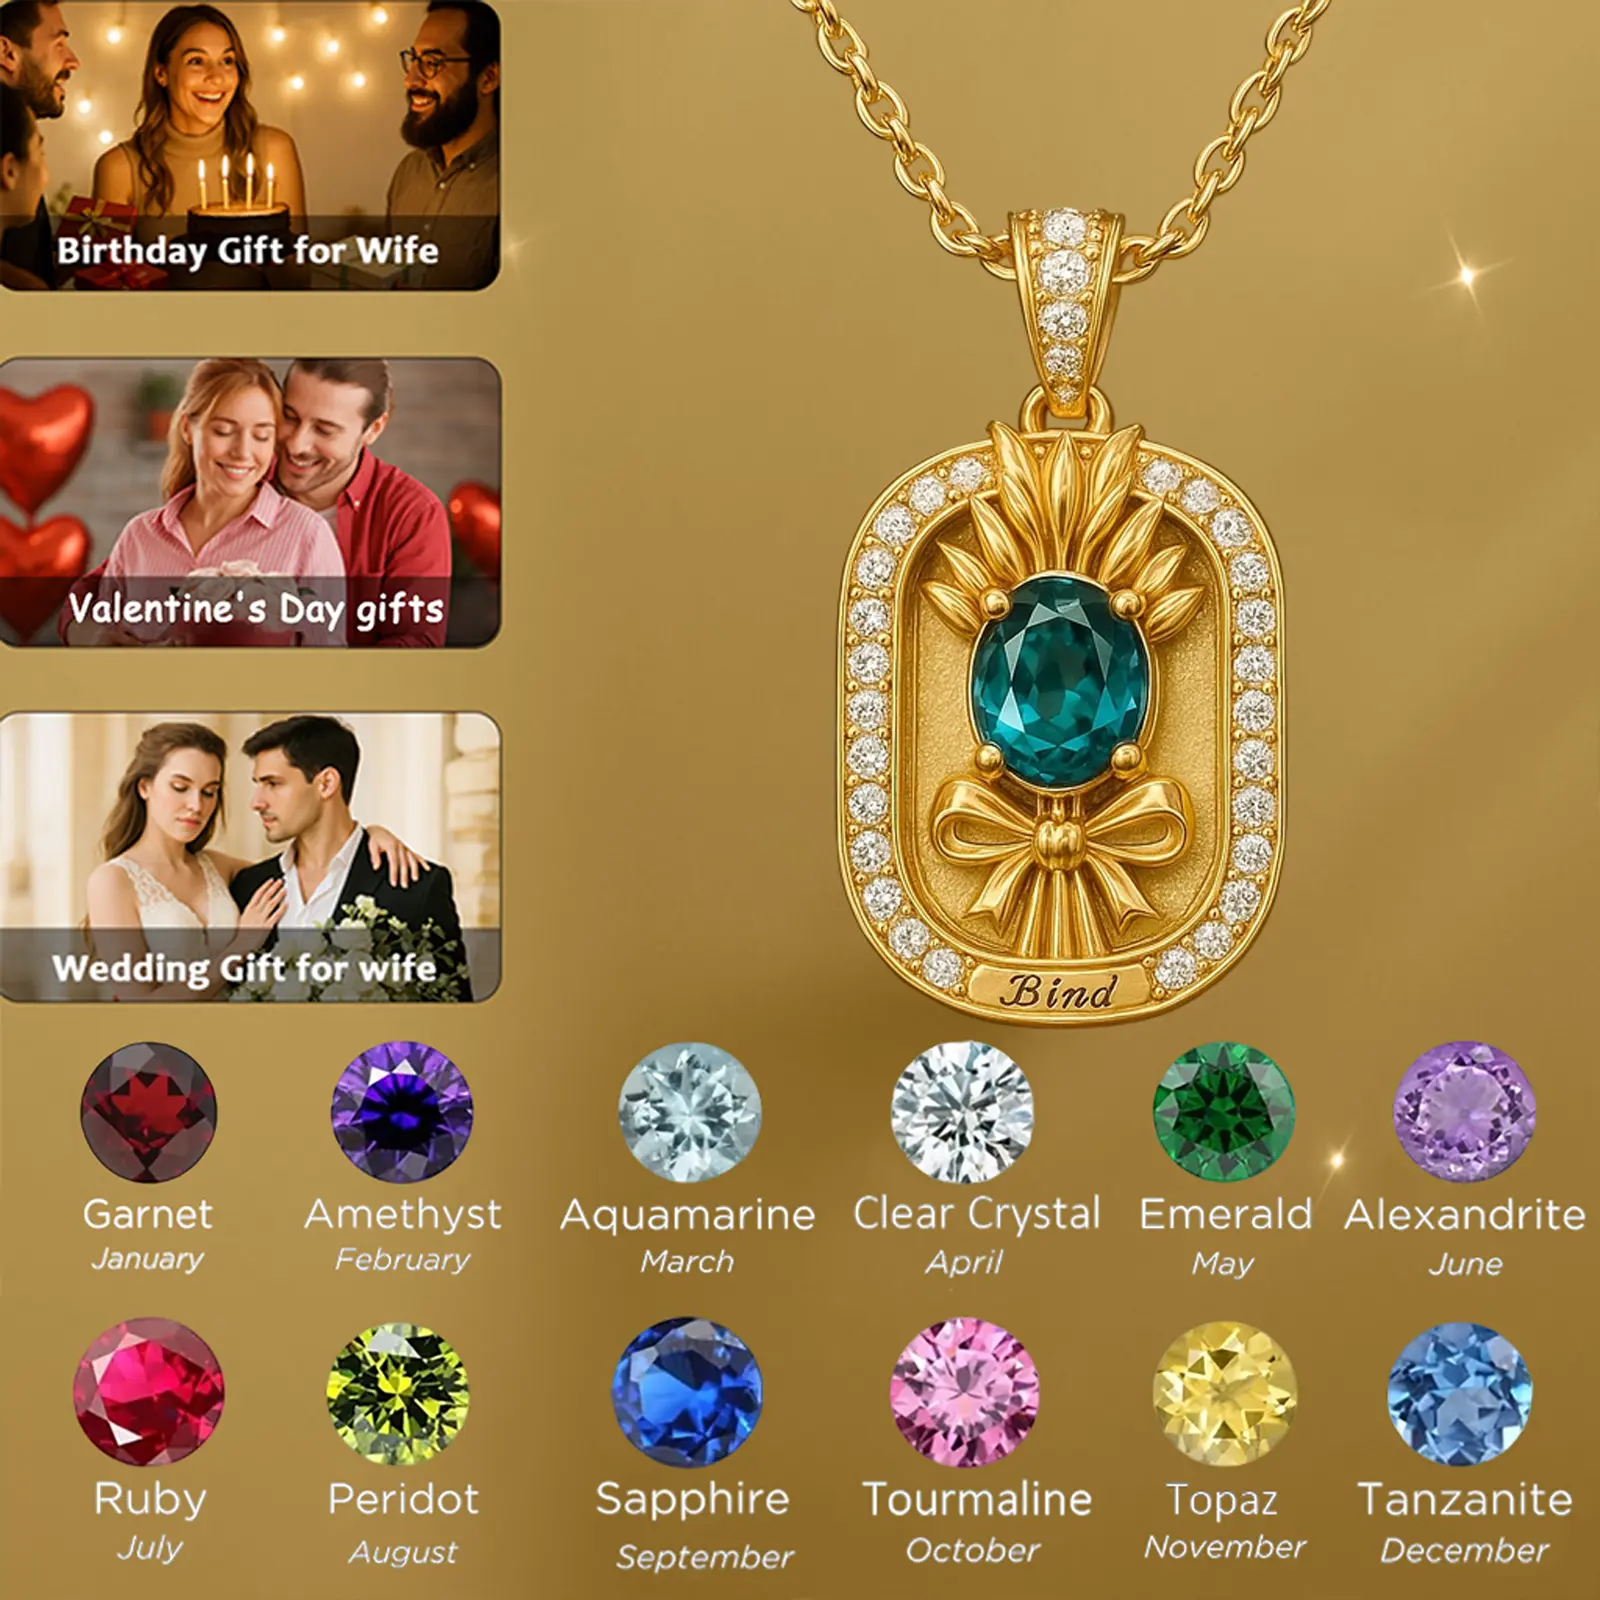 Birthday Gift for Wife
Valentine's Day gifts
Wedding Gift for wife
Bind
Garnet
January
Amethyst
February
Aquamarine
March
Clear Crystal
April
Emerald
May
Alexandrite
June
Ruby
July
Peridot
August
Sapphire
September
Tourmaline
October
Topaz
November
Tanzanite
December